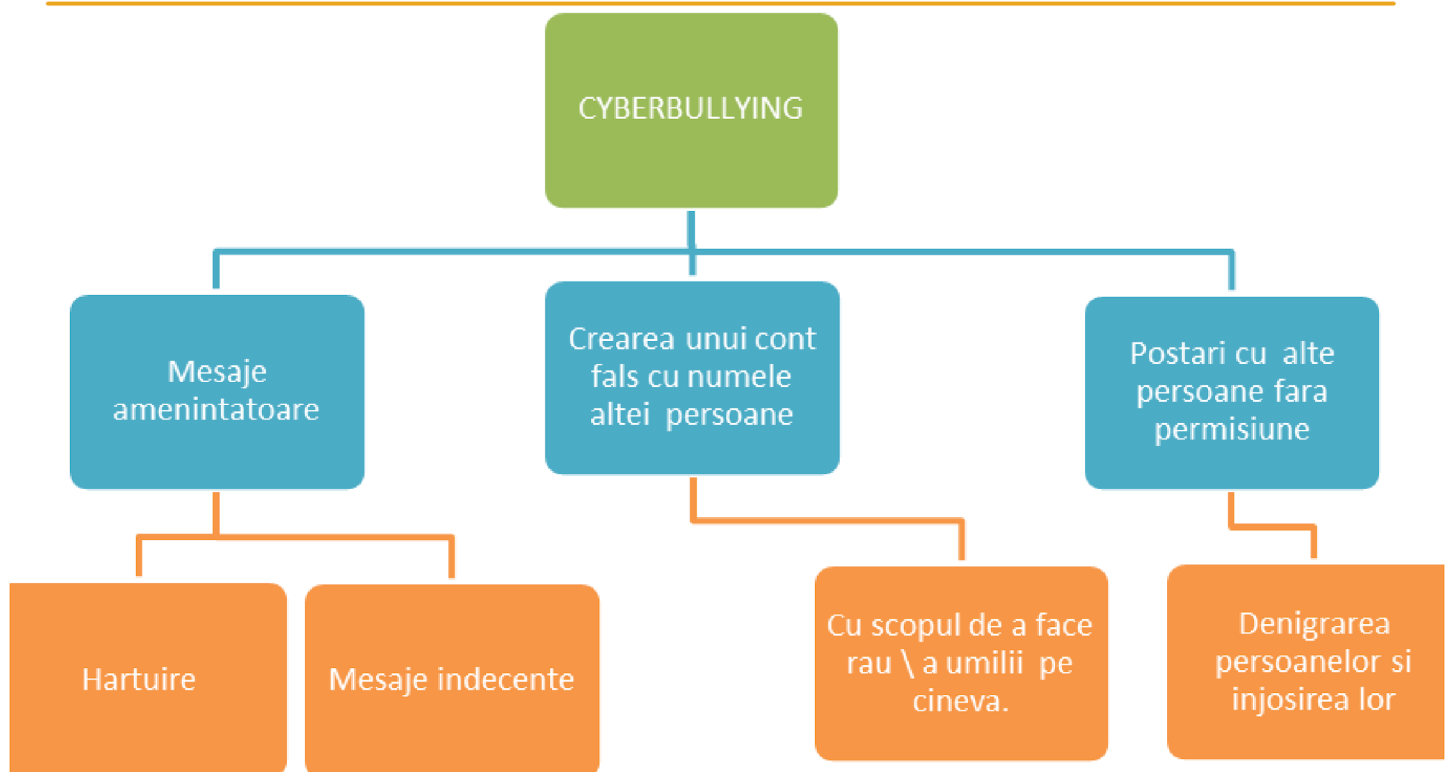 CYBERBULLYING
Mesaje
amenintatoare
Crearea unui cont
fals cu numele
altei persoane
Postari cu alte
persoane fara
permisiune
Hartuire
Mesaje indecente
Cu scopul de a face
rau \ a umilii pe
cineva.
Denigrarea
persoanelor si
injosirea lor